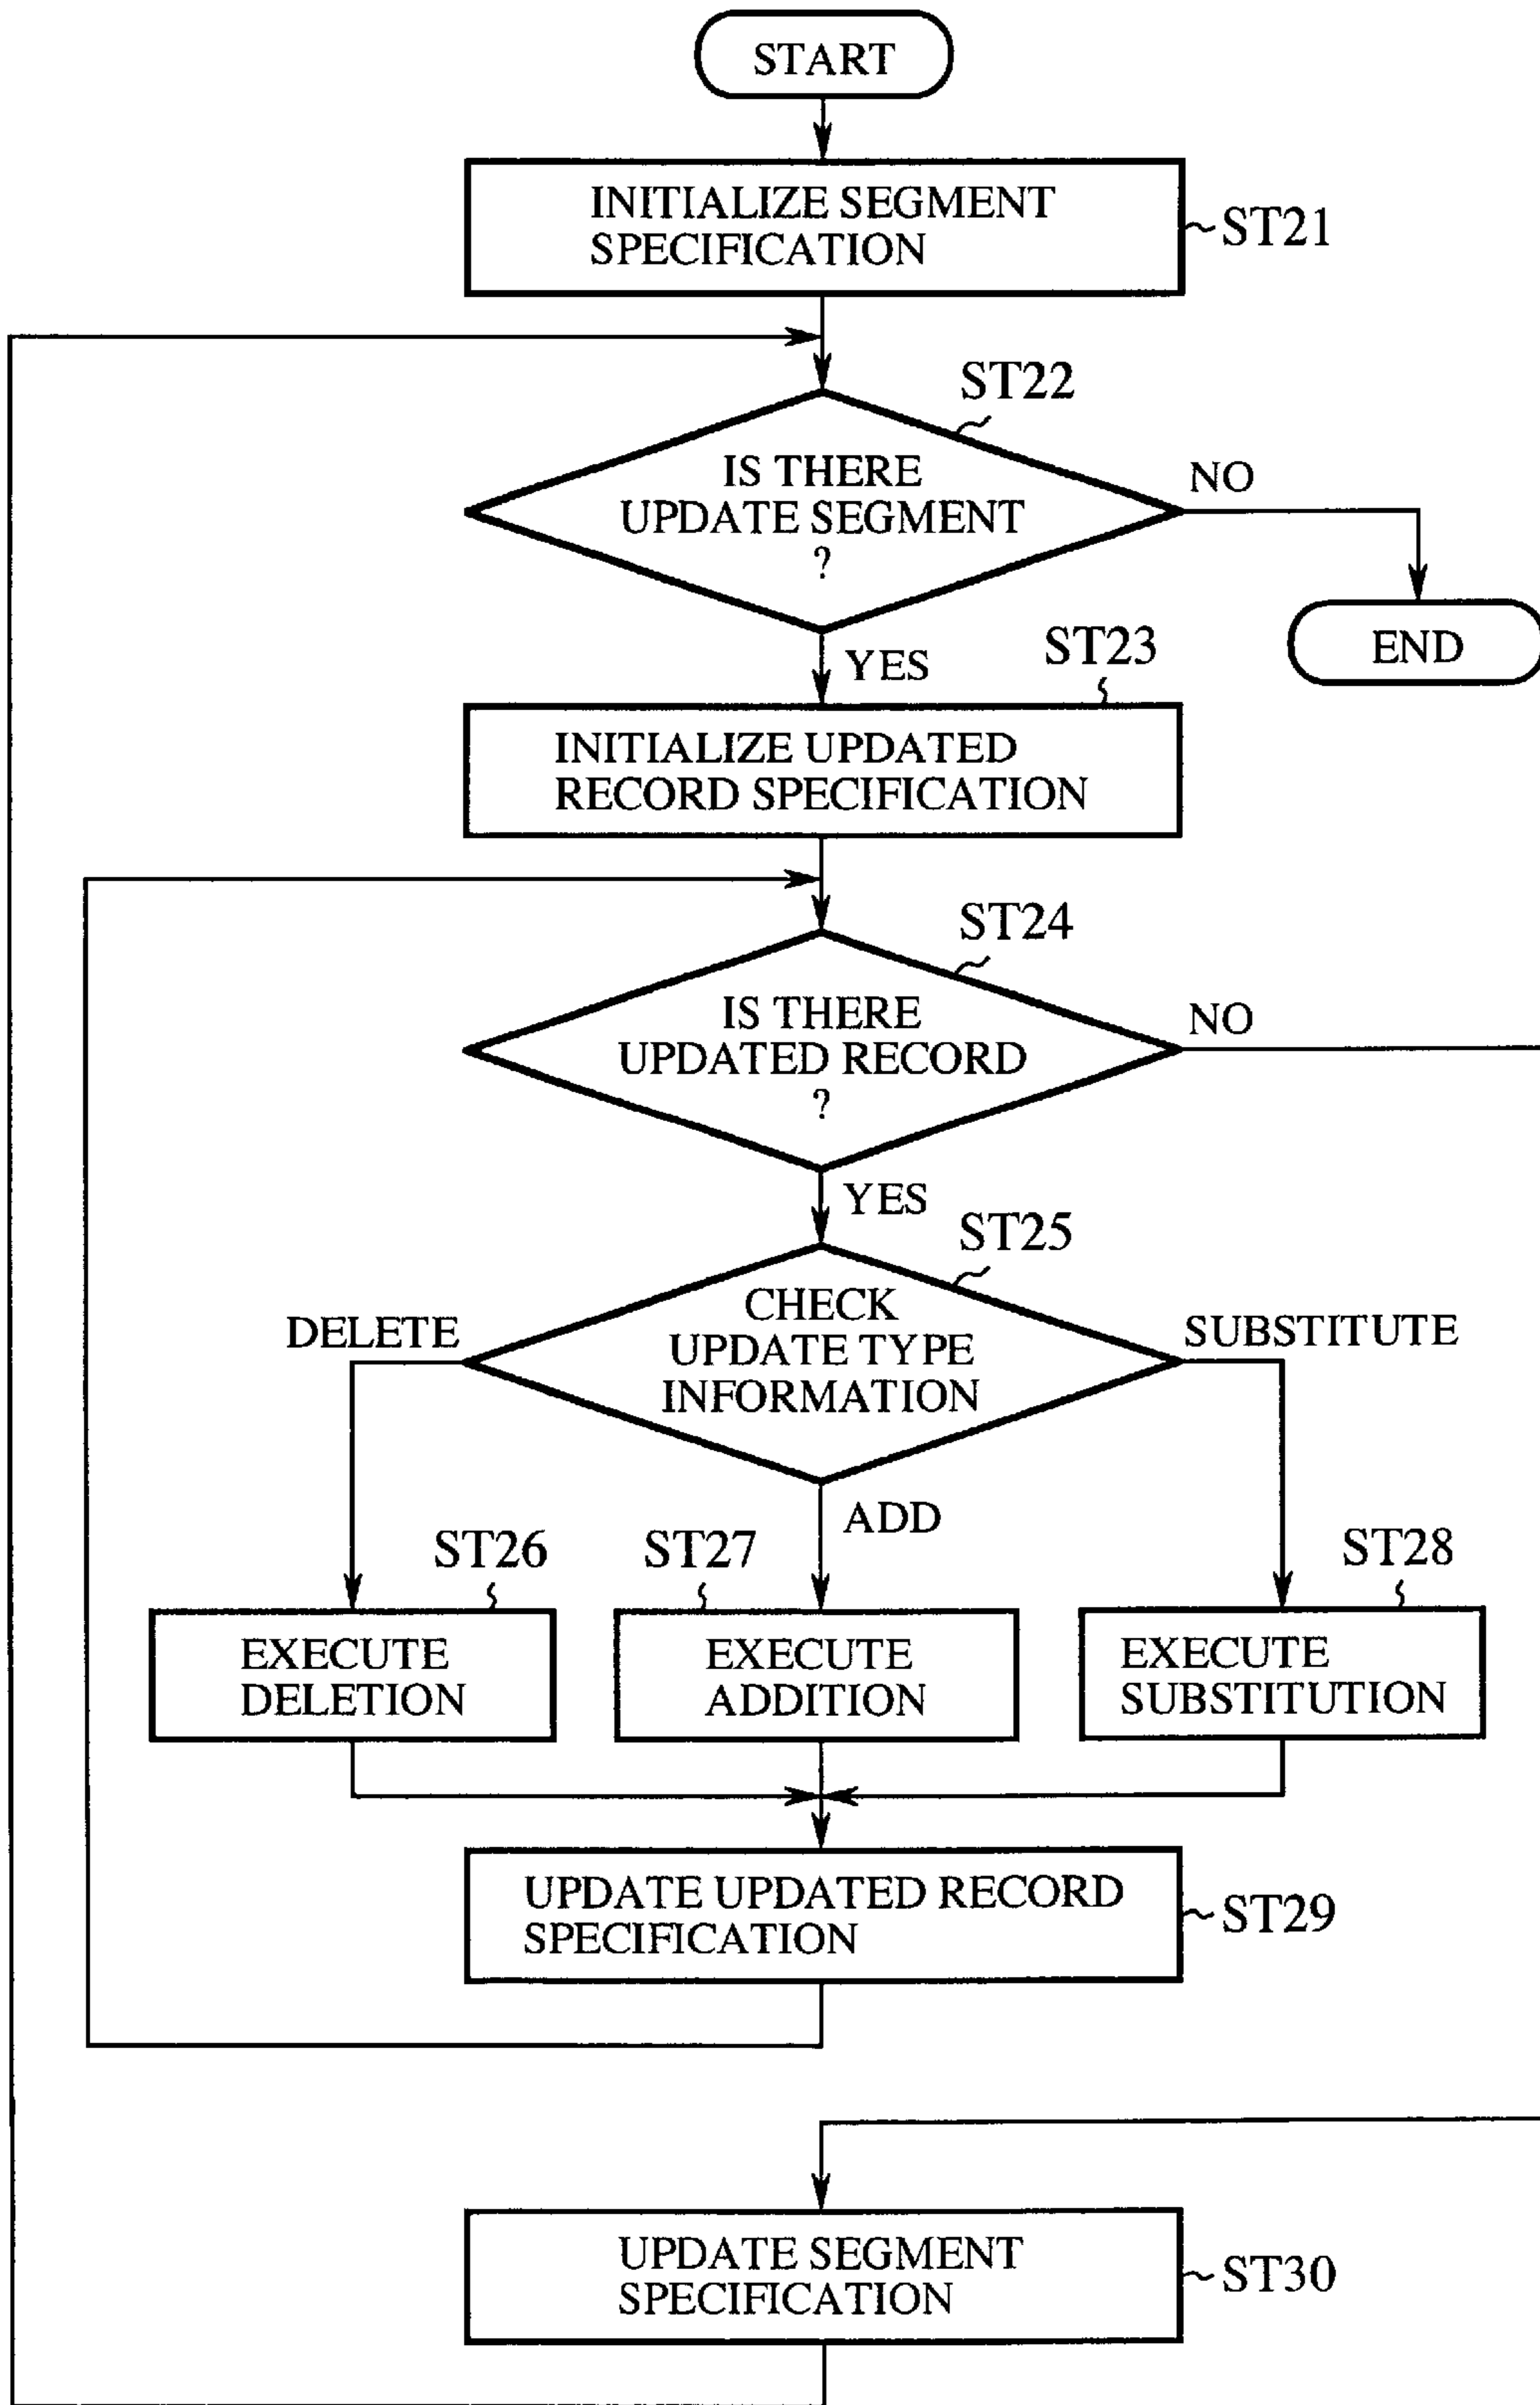 START
INITIALIZE SEGMENT
SPECIFICATION
ST21
ST22
IS THERE
UPDATE SEGMENT
?
NO
END
YES
ST23
INITIALIZE UPDATED
RECORD SPECIFICATION
ST24
IS THERE
UPDATED RECORD
?
NO
YES
ST25
CHECK
UPDATE TYPE
INFORMATION
DELETE
SUBSTITUTE
ADD
ST26
ST27
ST28
EXECUTE
DELETION
EXECUTE
ADDITION
EXECUTE
SUBSTITUTION
UPDATE UPDATED RECORD
SPECIFICATION
ST29
UPDATE SEGMENT
SPECIFICATION
ST30